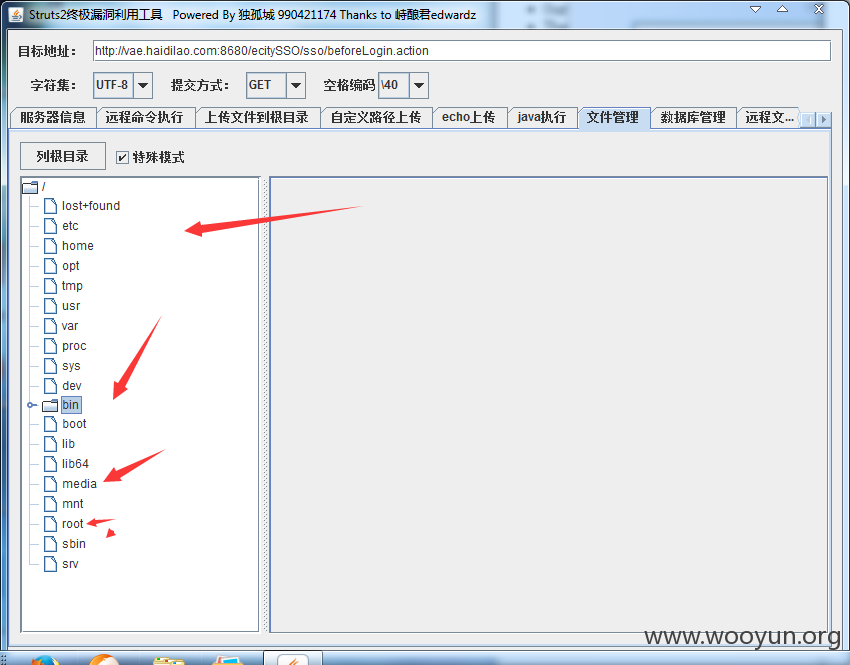 Struts2终极漏洞利用工具 Powered By 独孤城 990421174 Thanks to 峙酿君edwardz
目标地址： http://vae.haidilao.com:8680/ecitySSO/sso/beforeLogin.action
字符集： UTF-8 提交方式： GET 空格编码 \40
服务器信息 远程命令执行 上传文件到根目录 自定义路径上传 echo上传 java执行 文件管理 数据库管理 远程文...
列根目录 特殊模式
/
lost+found
etc
home
opt
tmp
usr
var
proc
sys
dev
bin
boot
lib
lib64
media
mnt
root
sbin
srv
www.wooyun.org